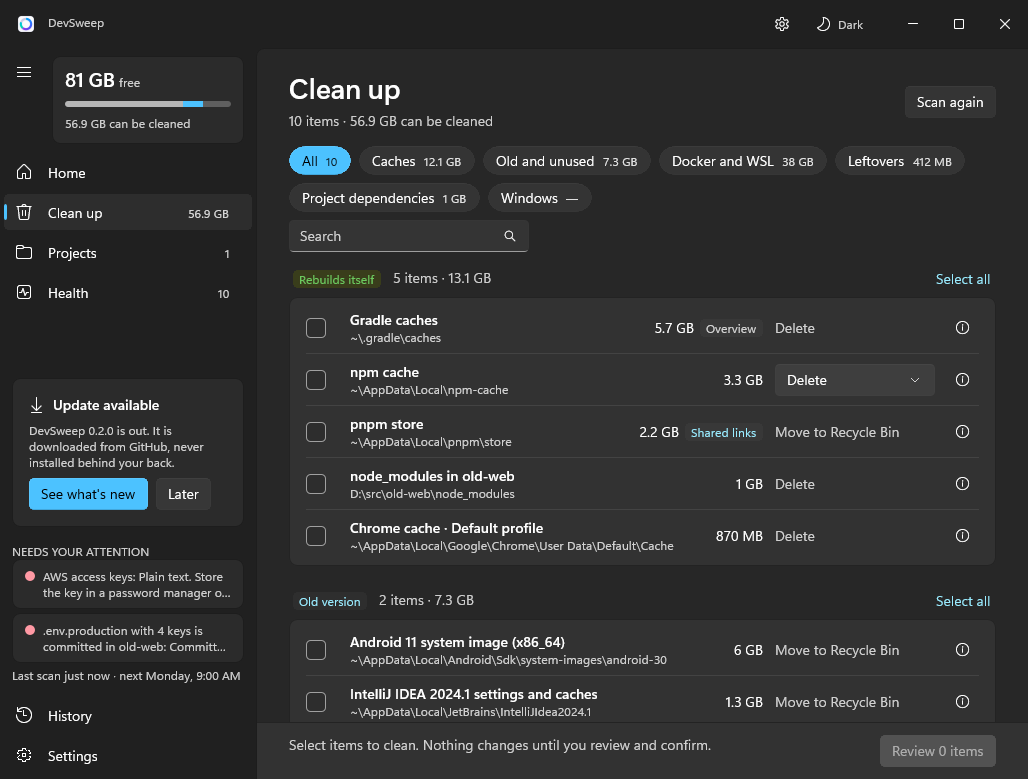 DevSweep
Dark
81 GB free
56.9 GB can be cleaned
Home
Clean up 56.9 GB
Projects 1
Health 10
Update available
DevSweep 0.2.0 is out. It is
downloaded from GitHub, never
installed behind your back.
See what's new
Later
NEEDS YOUR ATTENTION
AWS access keys: Plain text. Store
the key in a password manager o...
.env.production with 4 keys is
committed in old-web: Committ...
Last scan just now · next Monday, 9:00 AM
History
Settings
Clean up
10 items · 56.9 GB can be cleaned
Scan again
All 10
Caches 12.1 GB
Old and unused 7.3 GB
Docker and WSL 38 GB
Leftovers 412 MB
Project dependencies 1 GB
Windows —
Search
Rebuilds itself 5 items · 13.1 GB Select all
Gradle caches
~\.gradle\caches
5.7 GB Overview Delete
npm cache
~\AppData\Local\npm-cache
3.3 GB Delete
pnpm store
~\AppData\Local\pnpm\store
2.2 GB Shared links Move to Recycle Bin
node_modules in old-web
D:\src\old-web\node_modules
1 GB Delete
Chrome cache · Default profile
~\AppData\Local\Google\Chrome\User Data\Default\Cache
870 MB Delete
Old version 2 items · 7.3 GB Select all
Android 11 system image (x86_64)
~\AppData\Local\Android\Sdk\system-images\android-30
6 GB Move to Recycle Bin
IntelliJ IDEA 2024.1 settings and caches
~\AppData\Local\JetBrains\IntelliJIdea2024.1
1.3 GB Move to Recycle Bin
Select items to clean. Nothing changes until you review and confirm.
Review 0 items